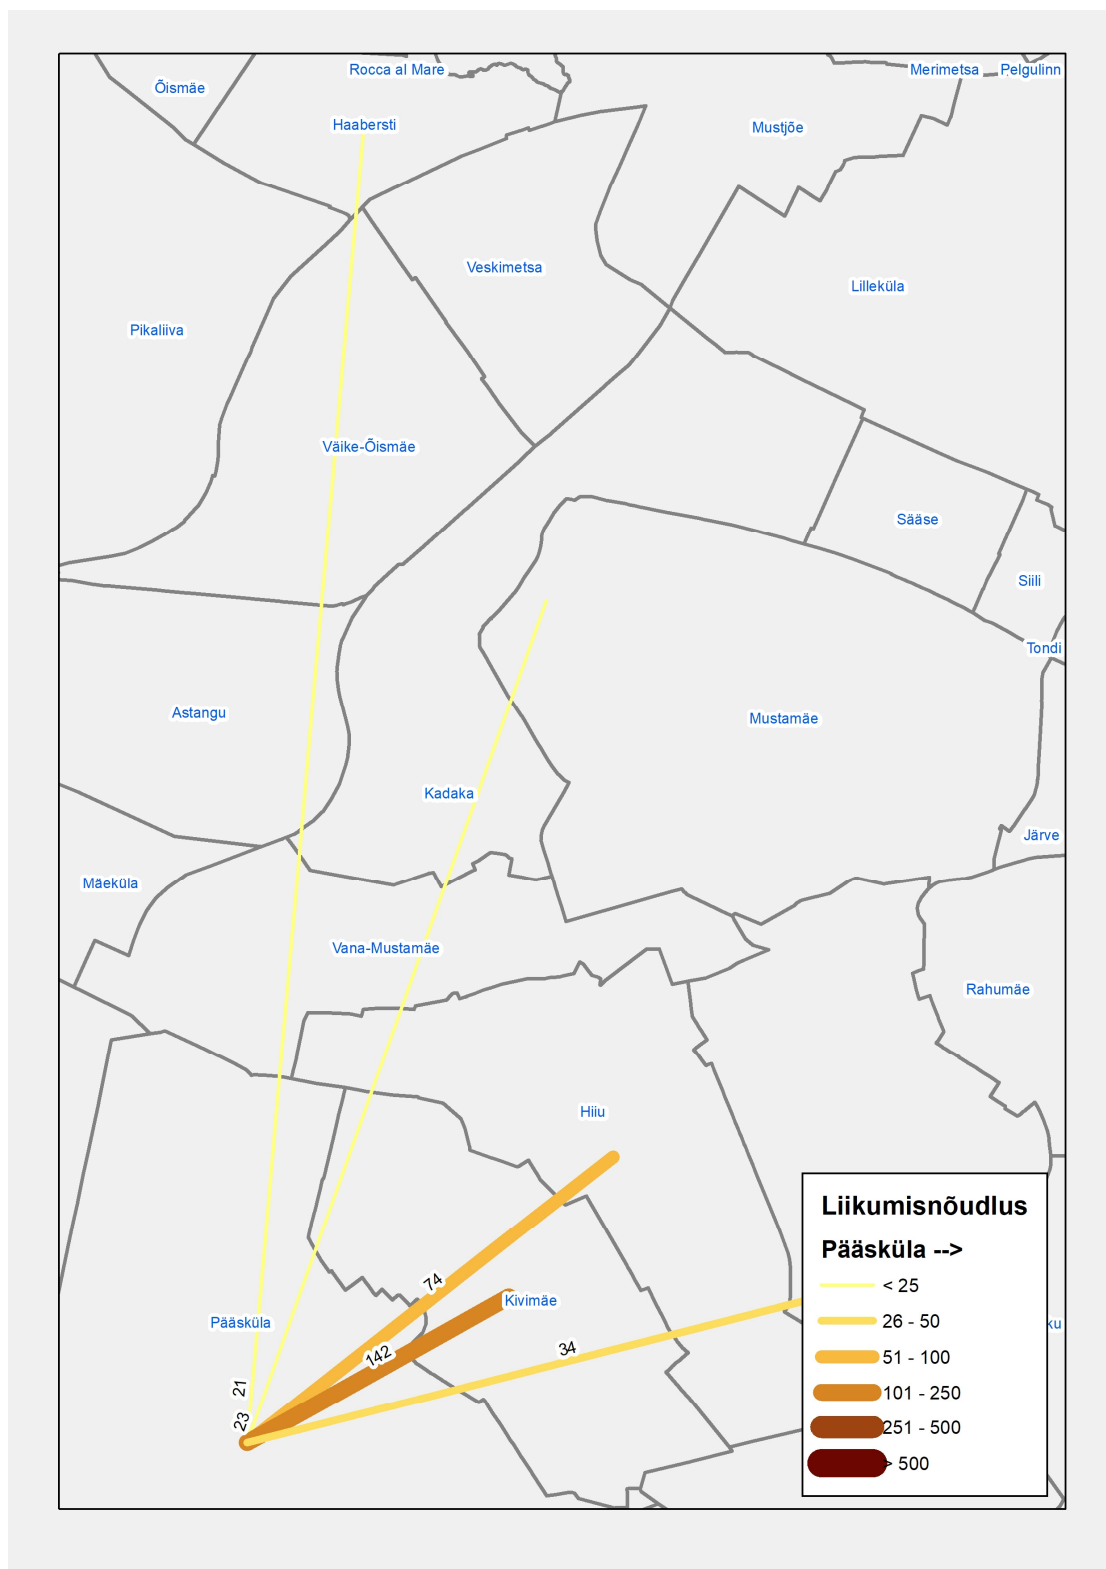 Rocca al Mare
Merimetsa
Pelgulinn
Õismäe
Haabersti
Mustjõe
Veskimetsa
Lilleküla
Pikaliiva
Väike-Õismäe
Sääse
Siili
Tondi
Astangu
Mustamäe
Kadaka
Järve
Mäeküla
Vana-Mustamäe
Rahumäe
Hiiu
74
Kivimäe
Pääsküla
ku
142
34
21
23
Liikumisnõudlus
Pääsküla -->
< 25
26 - 50
51 - 100
101 - 250
251 - 500
> 500